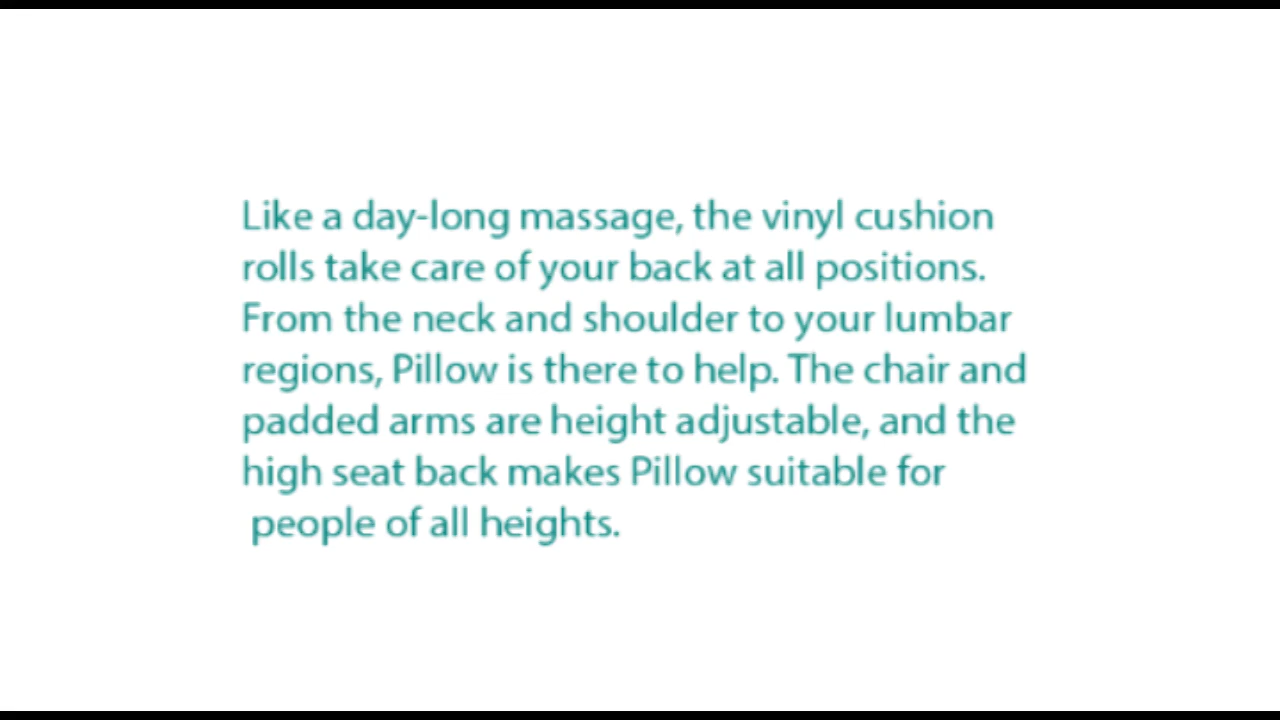 Like a day-long massage, the vinyl cushion
rolls take care of your back at all positions.
From the neck and shoulder to your lumbar
regions, Pillow is there to help. The chair and
padded arms are height adjustable, and the
high seat back makes Pillow suitable for
people of all heights.